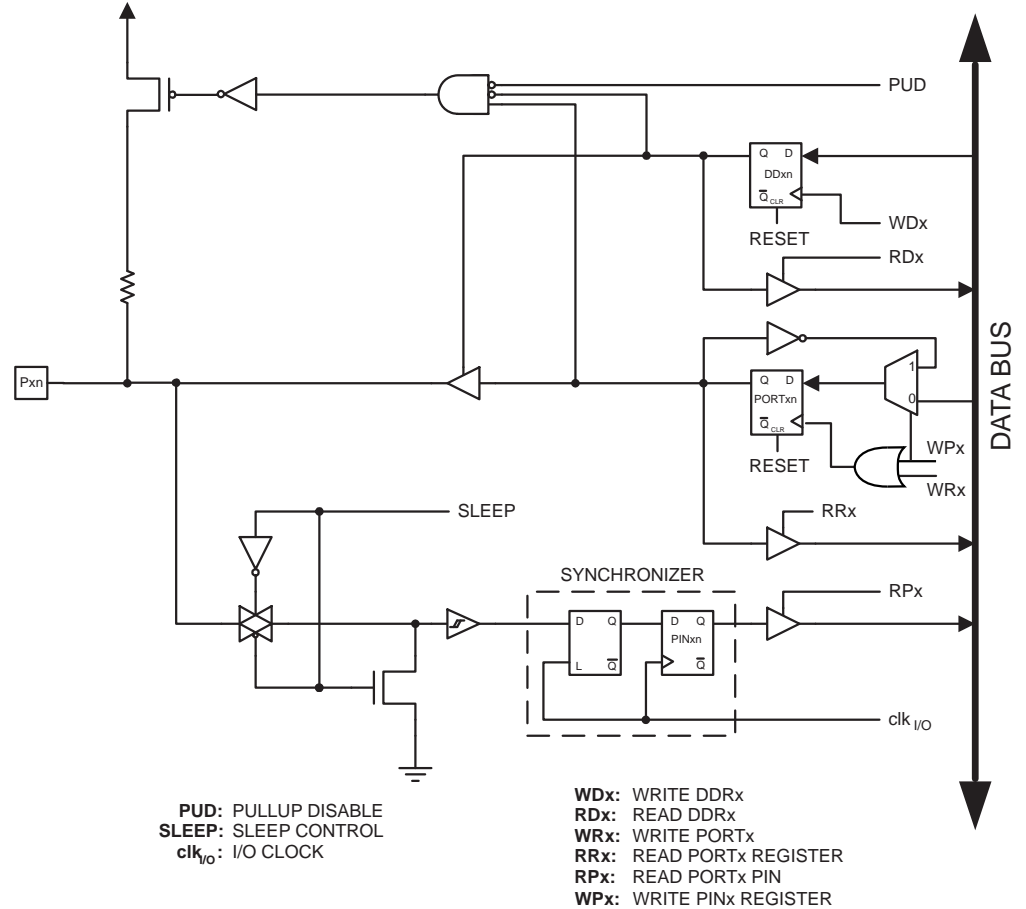 PUD
Q D
DDxn
Q CLR
WDx
RESET
RDx
DATA BUS
Pxn
1
Q D
PORTxn
0
Q CLR
WPx
RESET
WRx
SLEEP
RRx
SYNCHRONIZER
RPx
D Q D Q
PINxn
L Q Q
clk I/O
PUD: PULLUP DISABLE
SLEEP: SLEEP CONTROL
clkI/O: I/O CLOCK
WDx: WRITE DDRx
RDx: READ DDRx
WRx: WRITE PORTx
RRx: READ PORTx REGISTER
RPx: READ PORTx PIN
WPx: WRITE PINx REGISTER